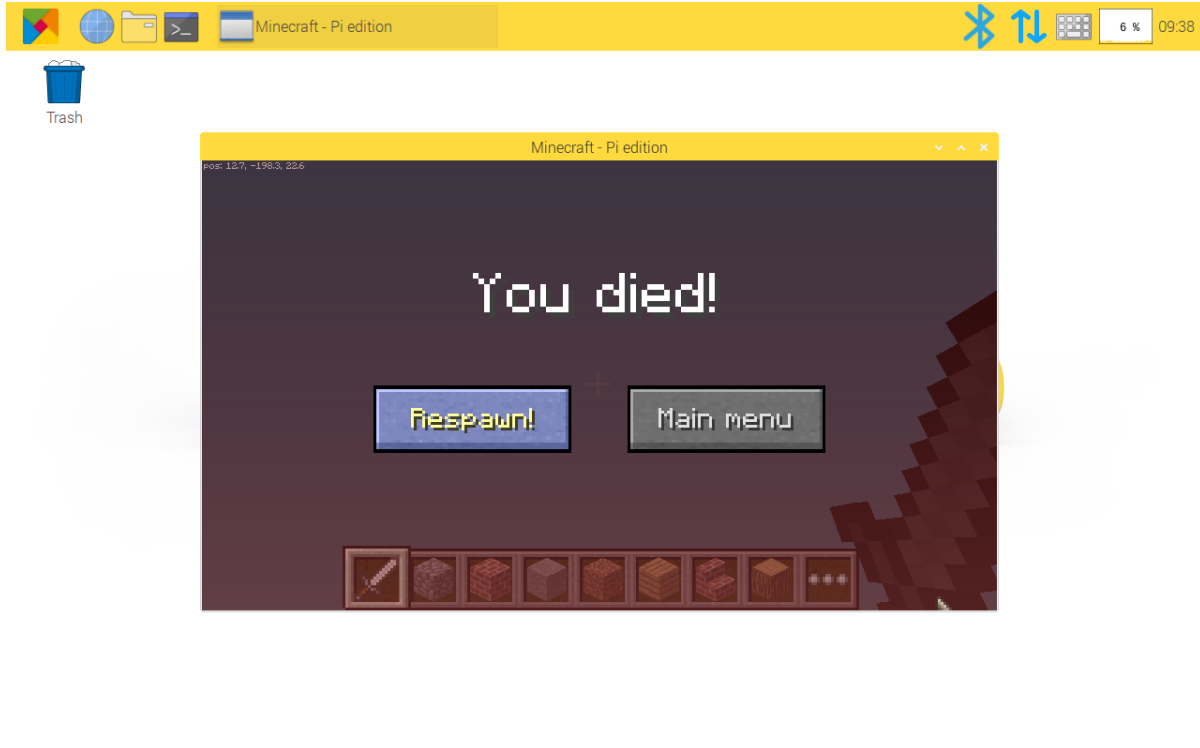 Minecraft - Pi edition
6 %
09:38
Trash
Minecraft - Pi edition
pos: 12.7, -198.3, 22.6
You died!
Respawn!
Main menu